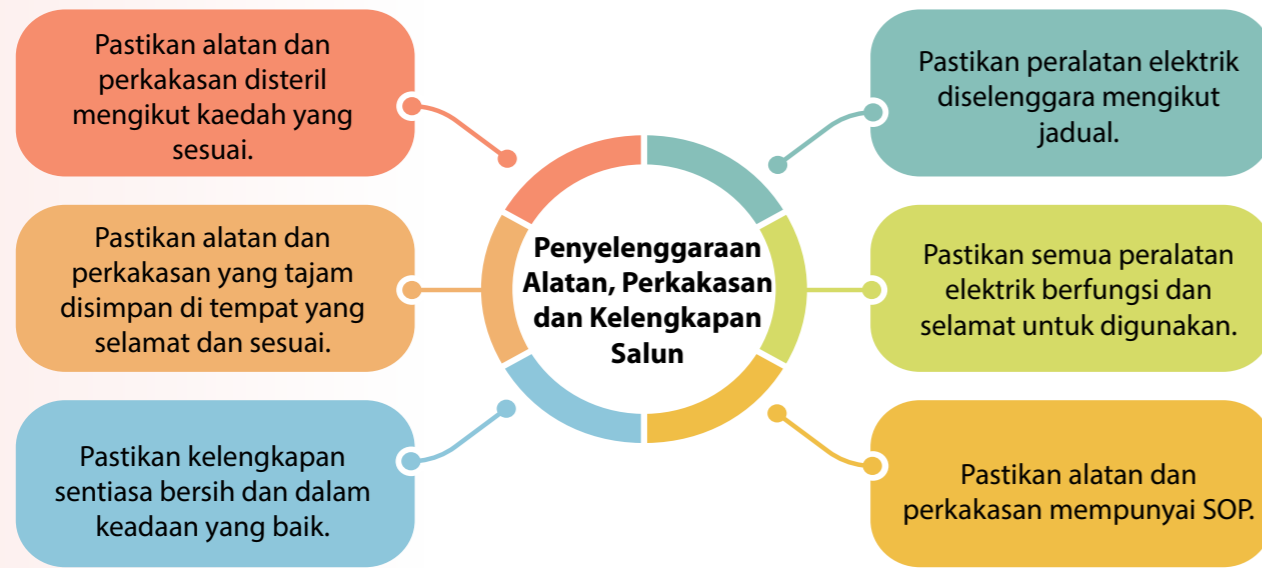 Pastikan alatan dan
perkakasan disteril
mengikut kaedah yang
sesuai.
Pastikan alatan dan
perkakasan yang tajam
disimpan di tempat yang
selamat dan sesuai.
Pastikan kelengkapan
sentiasa bersih dan dalam
keadaan yang baik.
Penyelenggaraan
Alatan, Perkakasan
dan Kelengkapan
Salun
Pastikan peralatan elektrik
diselenggara mengikut
jadual.
Pastikan semua peralatan
elektrik berfungsi dan
selamat untuk digunakan.
Pastikan alatan dan
perkakasan mempunyai SOP.